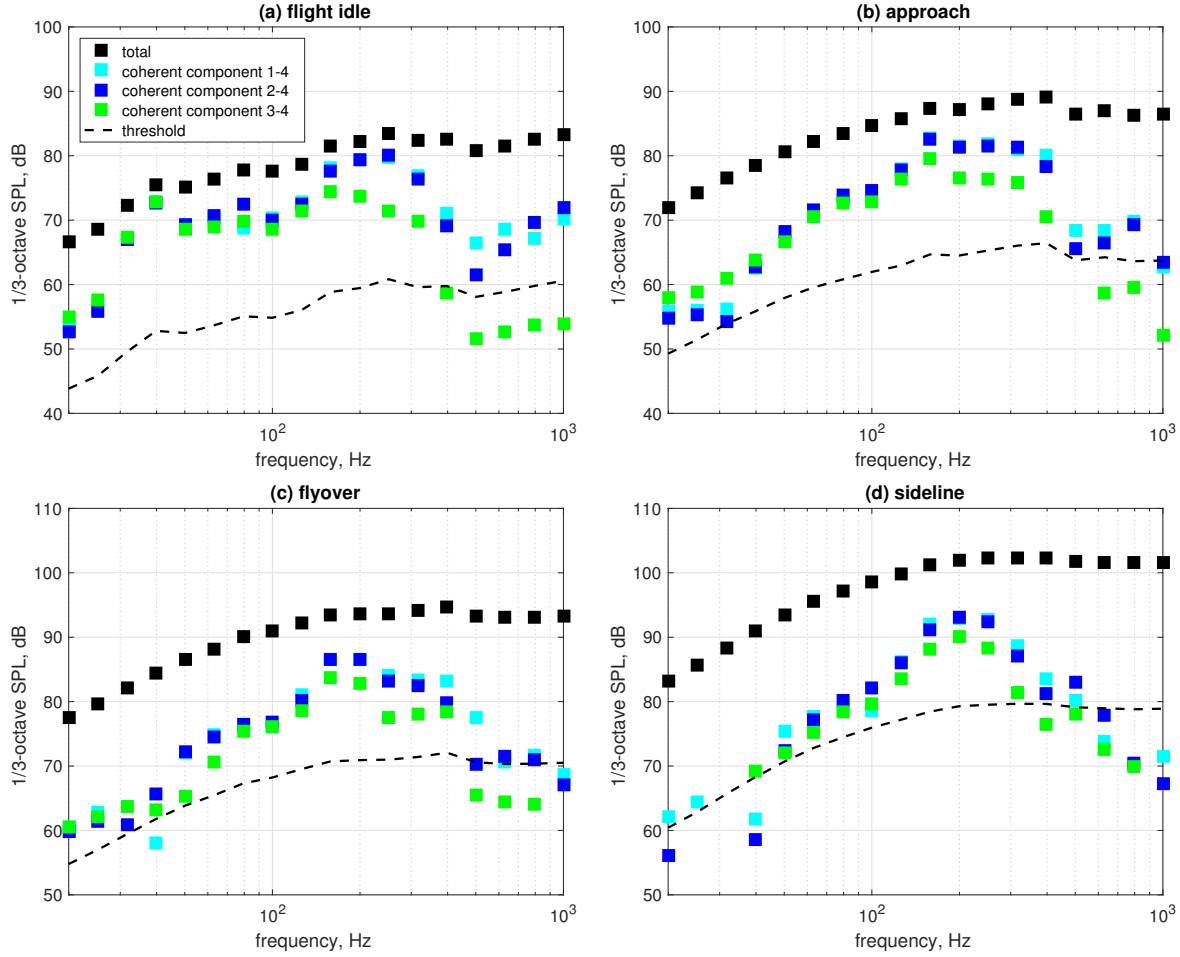 (a) flight idle
100
90
80
70
60
50
40
1/3-octave SPL, dB
total
coherent component 1-4
coherent component 2-4
coherent component 3-4
threshold
10²
10³
frequency, Hz
(b) approach
100
90
80
70
60
50
40
1/3-octave SPL, dB
10²
10³
frequency, Hz
(c) flyover
110
100
90
80
70
60
50
1/3-octave SPL, dB
10²
10³
frequency, Hz
(d) sideline
110
100
90
80
70
60
50
1/3-octave SPL, dB
10²
10³
frequency, Hz